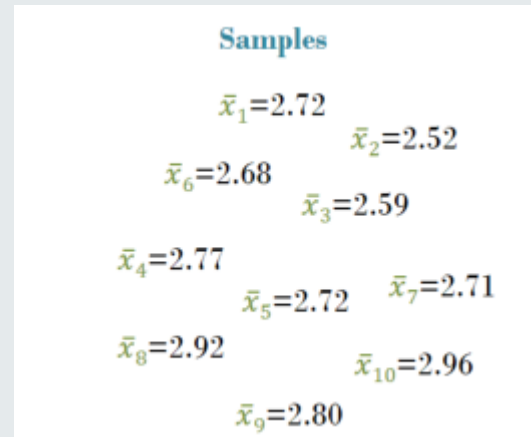 Samples
x̄₁=2.72
x̄₂=2.52
x̄₆=2.68
x̄₃=2.59
x̄₄=2.77
x̄₇=2.71
x̄₅=2.72
x̄₈=2.92
x̄₁₀=2.96
x̄₉=2.80